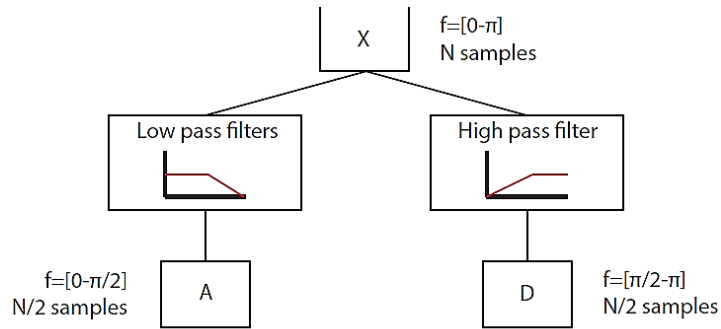 X
f=[0-π]
N samples
Low pass filters
High pass filter
f=[0-π/2]
N/2 samples
A
D
f=[π/2-π]
N/2 samples